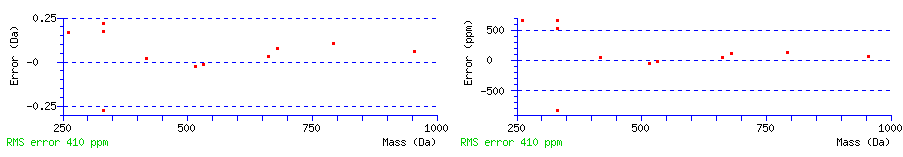 0.25
-0
-0.25
Error (Da)
250 500 750 1000
RMS error 410 ppm Mass (Da)
500
0
-500
Error (ppm)
250 500 750 1000
RMS error 410 ppm Mass (Da)